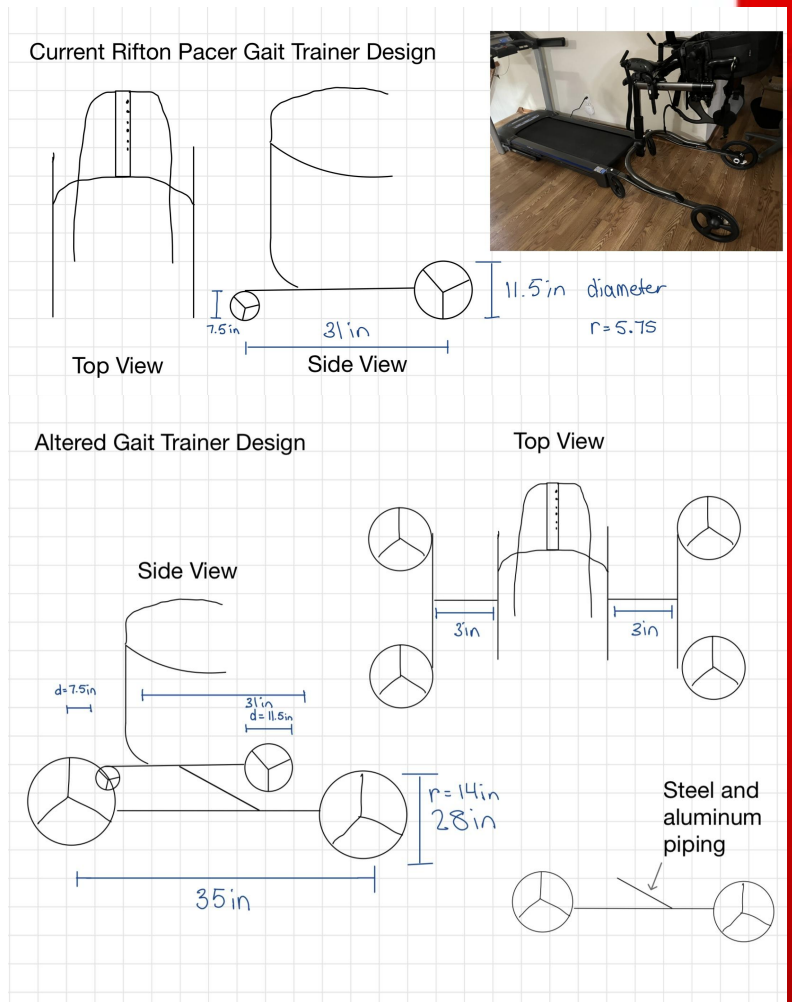 Current Rifton Pacer Gait Trainer Design
11.5in diameter
r=5.75
7.5in
31in
Top View
Side View
Altered Gait Trainer Design
Top View
Side View
3in
3in
d=7.5in
31in
d=11.5in
r=14in
28in
35in
Steel and
aluminum
piping